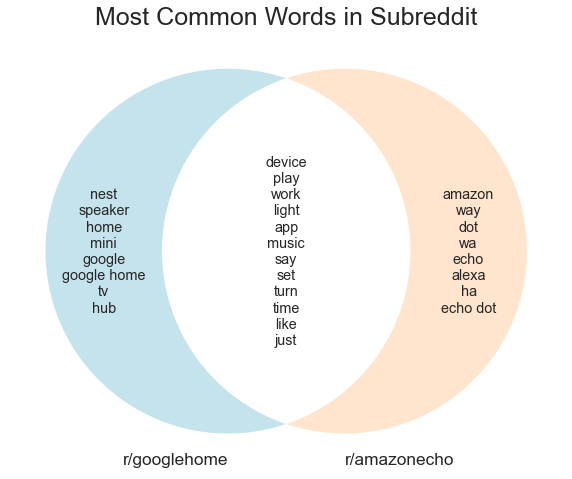 Most Common Words in Subreddit
nest
speaker
home
mini
google
google home
tv
hub
device
play
work
light
app
music
say
set
turn
time
like
just
amazon
way
dot
wa
echo
alexa
ha
echo dot
r/googlehome
r/amazonecho